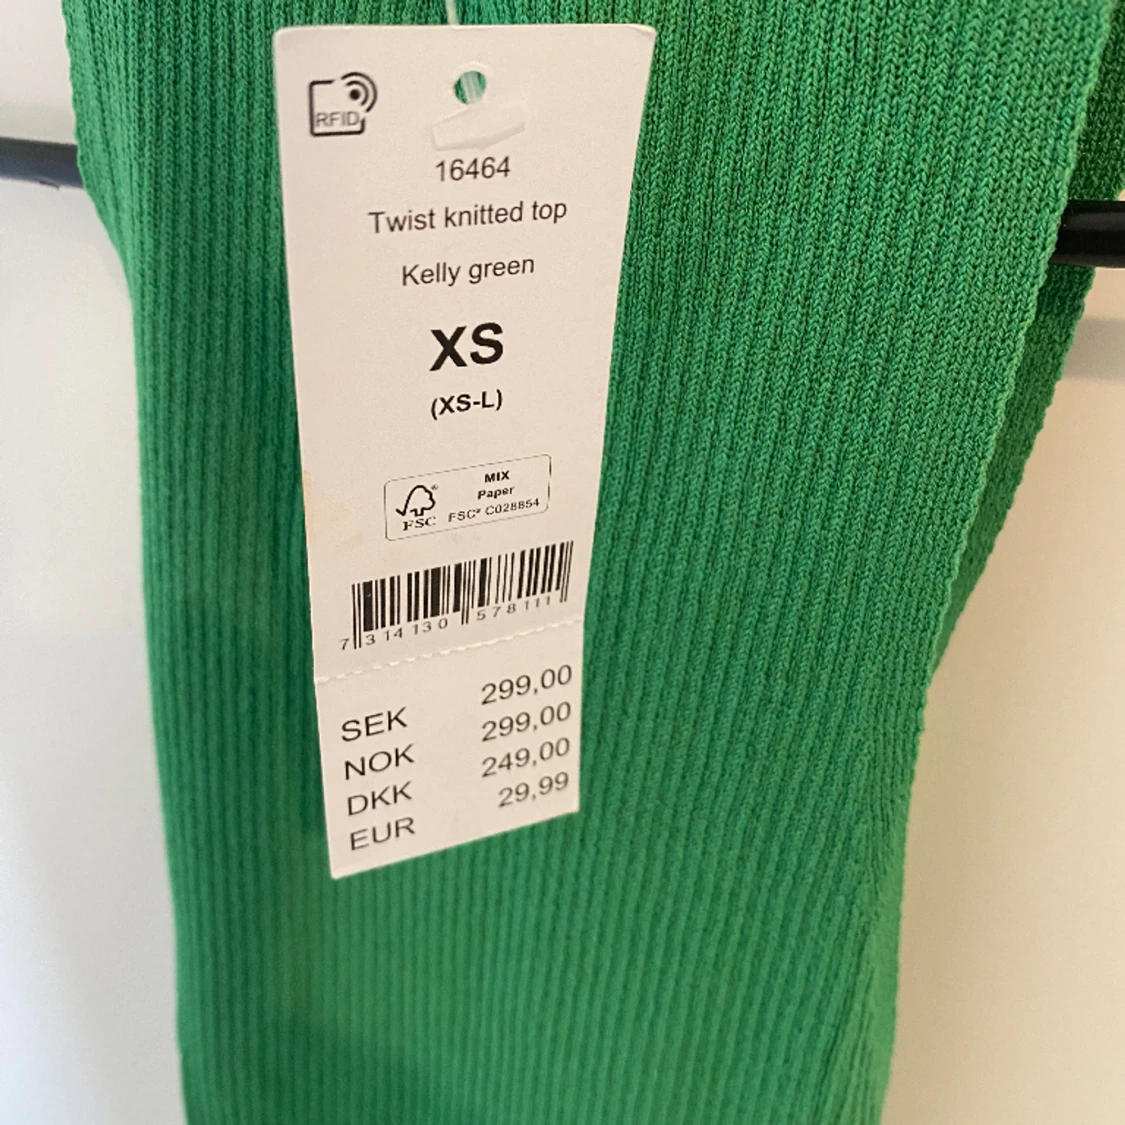 RFID
16464
Twist knitted top
Kelly green
XS
(XS-L)
FSC®
MIX
Paper
FSC® C028854
7 314130 578111
SEK 299,00
NOK 299,00
DKK 249,00
EUR 29,99